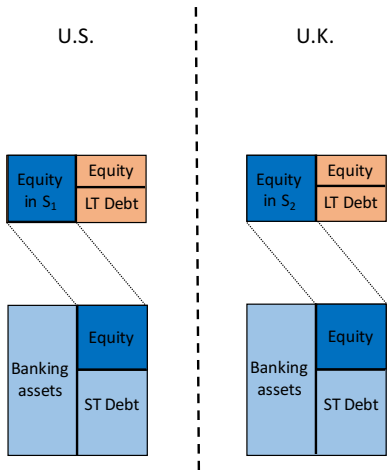 U.S.
U.K.
Equity
in S₁
Equity
LT Debt
Equity
in S₂
Equity
LT Debt
Banking
assets
Equity
ST Debt
Banking
assets
Equity
ST Debt